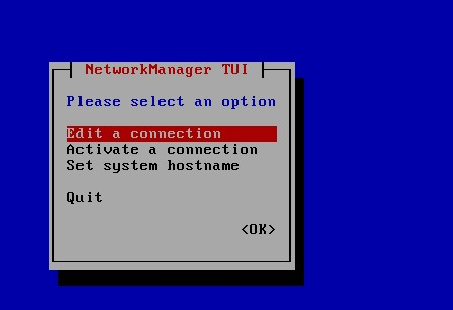 NetworkManager TUI
Please select an option
Edit a connection
Activate a connection
Set system hostname
Quit
<OK>